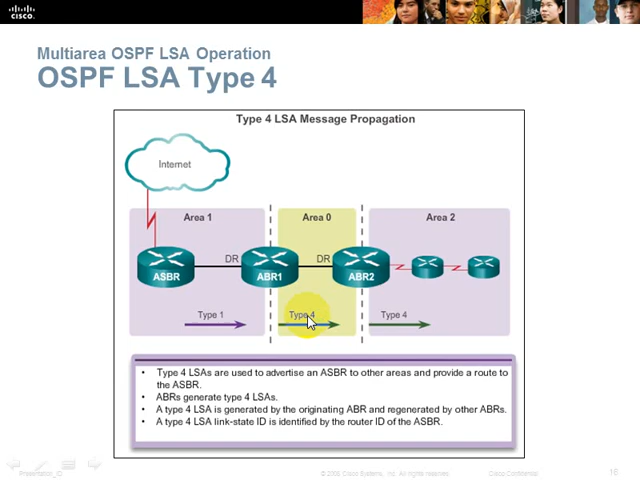 CISCO.
Multiarea OSPF LSA Operation
OSPF LSA Type 4
Type 4 LSA Message Propagation
Internet
Area 1
Area 0
Area 2
DR
DR
ASBR
ABR1
ABR2
Type 1
Type 4
Type 4
• Type 4 LSAs are used to advertise an ASBR to other areas and provide a route to
the ASBR.
• ABRs generate type 4 LSAs.
• A type 4 LSA is generated by the originating ABR and regenerated by other ABRs.
• A type 4 LSA link-state ID is identified by the router ID of the ASBR.
Presentation_ID
Cisco Systems, Inc. All rights reserved.
Cisco Confidential
16